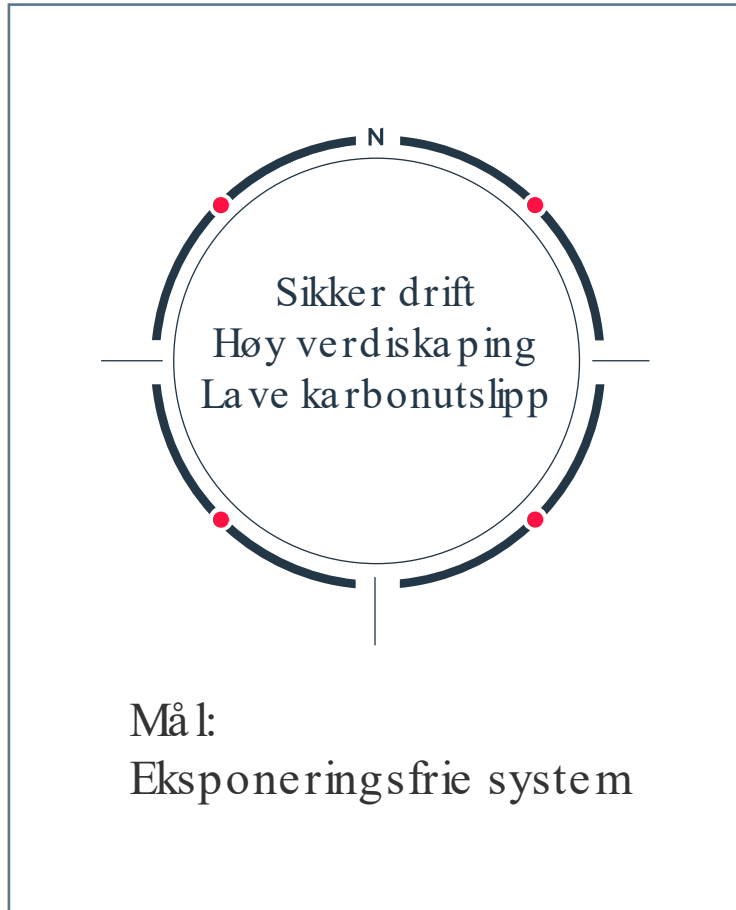 N
Sikker drift
Høy verdiskaping
Lave karbonutslipp
Mål:
Eksponeringsfrie system